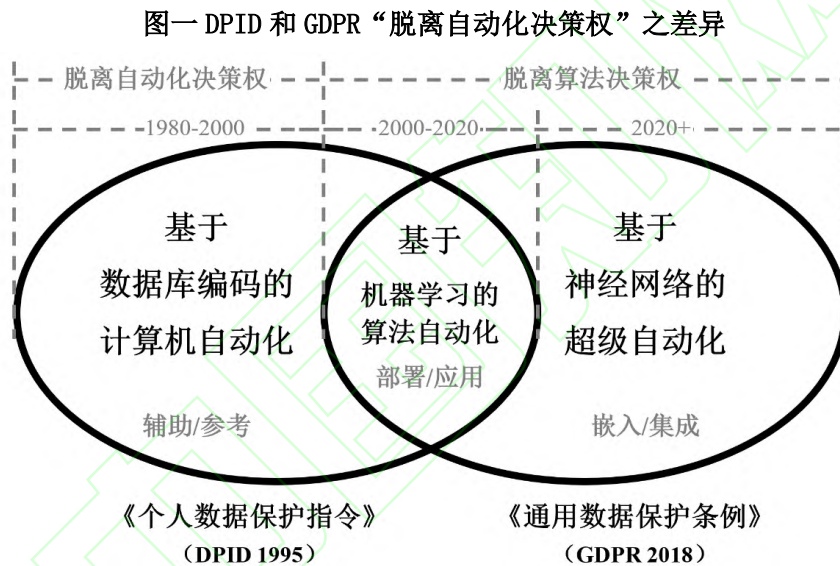 图一 DPID 和 GDPR“脱离自动化决策权”之差异
脱离自动化决策权
脱离算法决策权
1980-2000
2000-2020
2020+
基于
数据库编码的
计算机自动化
辅助/参考
基于
机器学习的
算法自动化
部署/应用
基于
神经网络的
超级自动化
嵌入/集成
《个人数据保护指令》
（DPID 1995）
《通用数据保护条例》
（GDPR 2018）